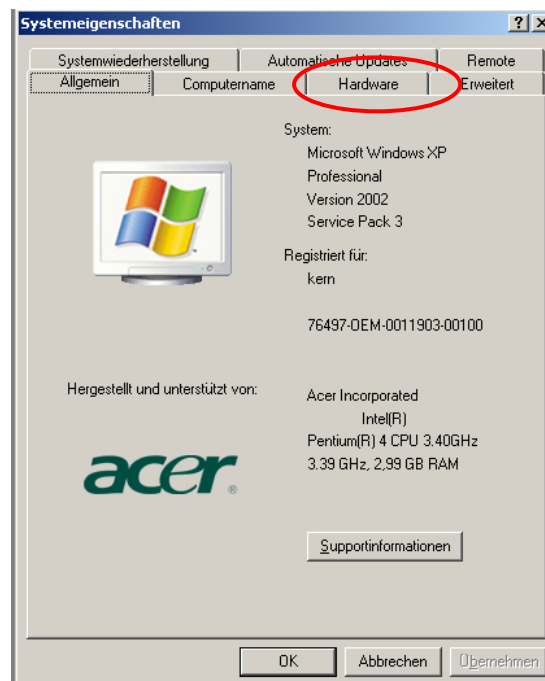 Systemeigenschaften
Systemwiederherstellung Automatische Updates Remote
Allgemein Computername Hardware Erweitert
System:
Microsoft Windows XP
Professional
Version 2002
Service Pack 3
Registriert für:
kern
76497-OEM-0011903-00100
Hergestellt und unterstützt von:
acer
Acer Incorporated
Intel(R)
Pentium(R) 4 CPU 3.40GHz
3.39 GHz, 2,99 GB RAM
Supportinformationen
OK Abbrechen Übernehmen